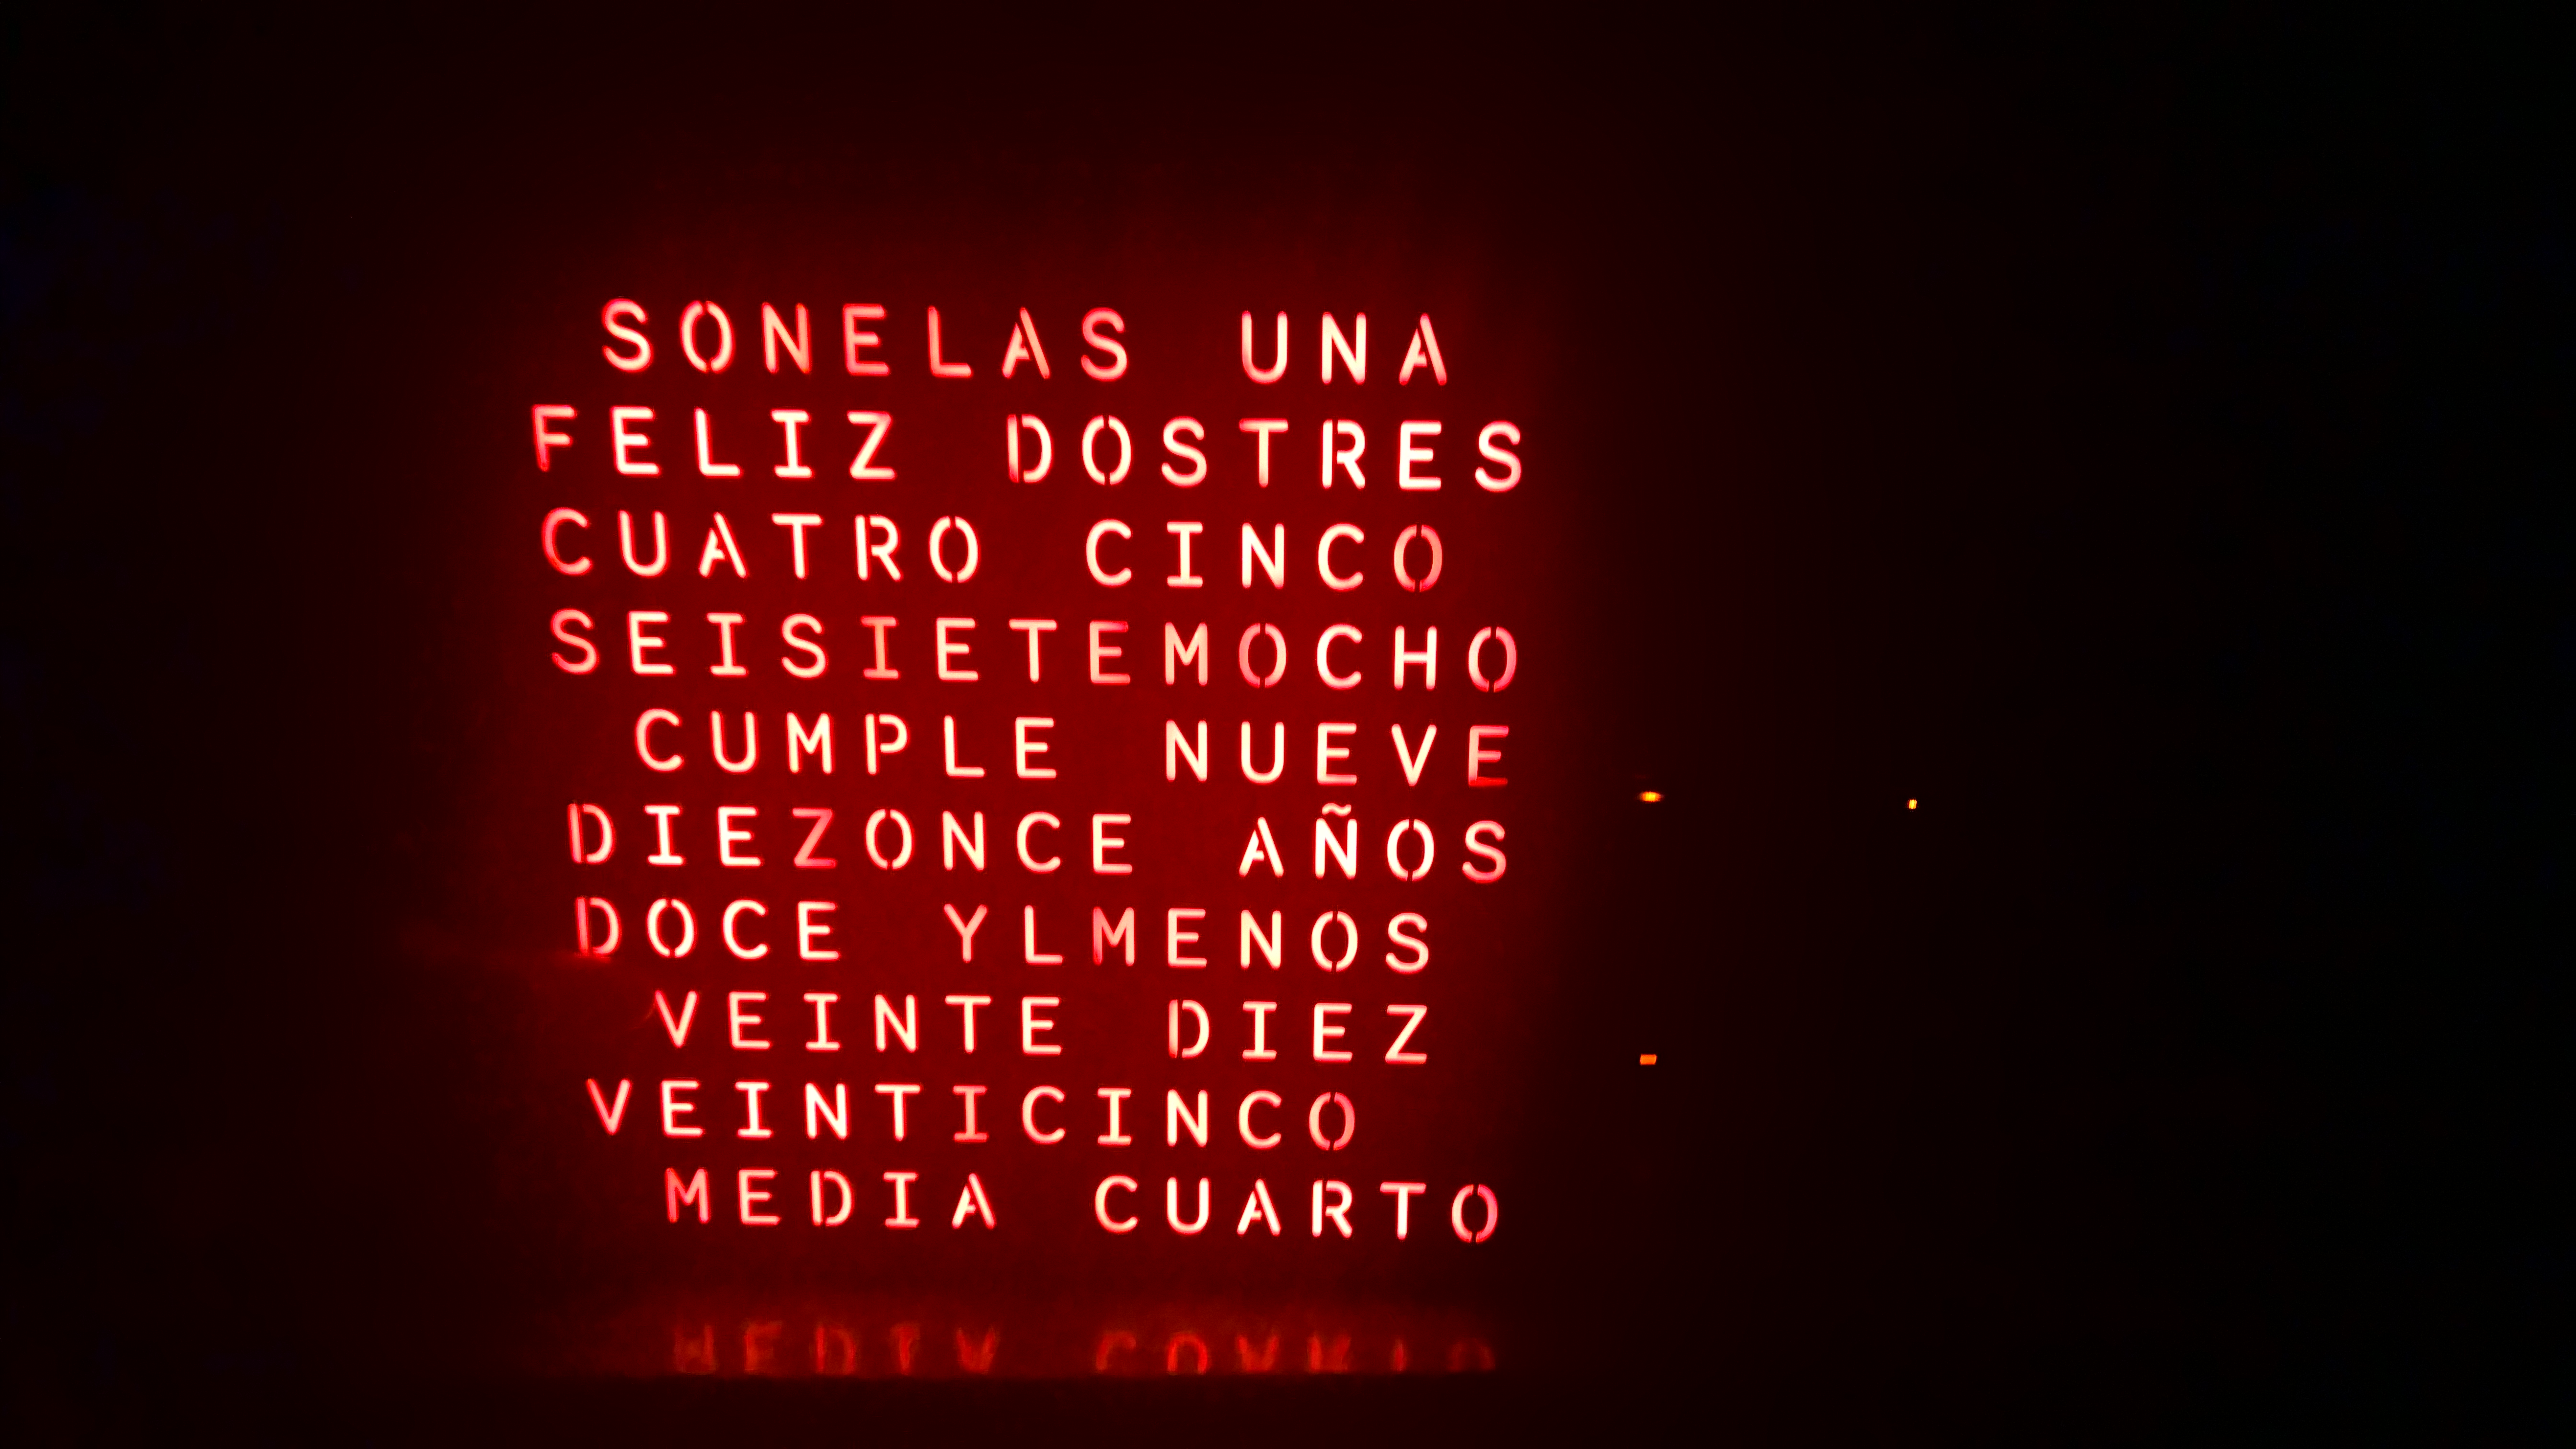 SONELAS UNA
FELIZ DOSTRES
CUATRO CINCO
SEISIETEMOCHO
CUMPLE NUEVE
DIEZONCE AÑOS
DOCE YLMENOS
VEINTE DIEZ
VEINTICINCO
MEDIA CUARTO